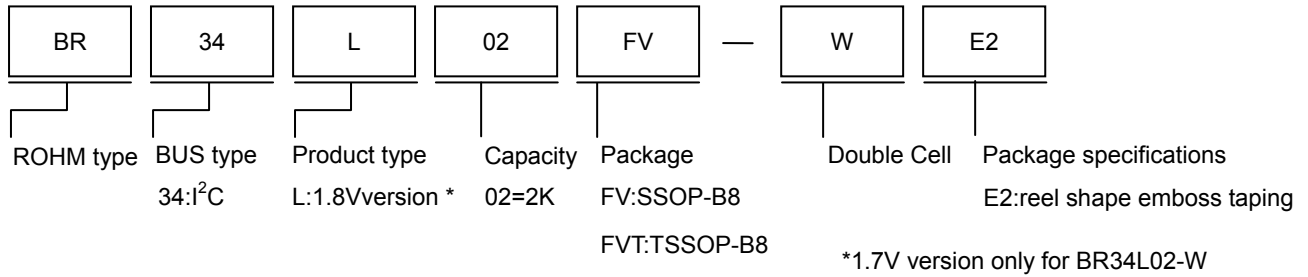 BR 34 L 02 FV — W E2
ROHM type BUS type Product type Capacity Package Double Cell Package specifications
34:I²C L:1.8Vversion * 02=2K FV:SSOP-B8 E2:reel shape emboss taping
FVT:TSSOP-B8
*1.7V version only for BR34L02-W